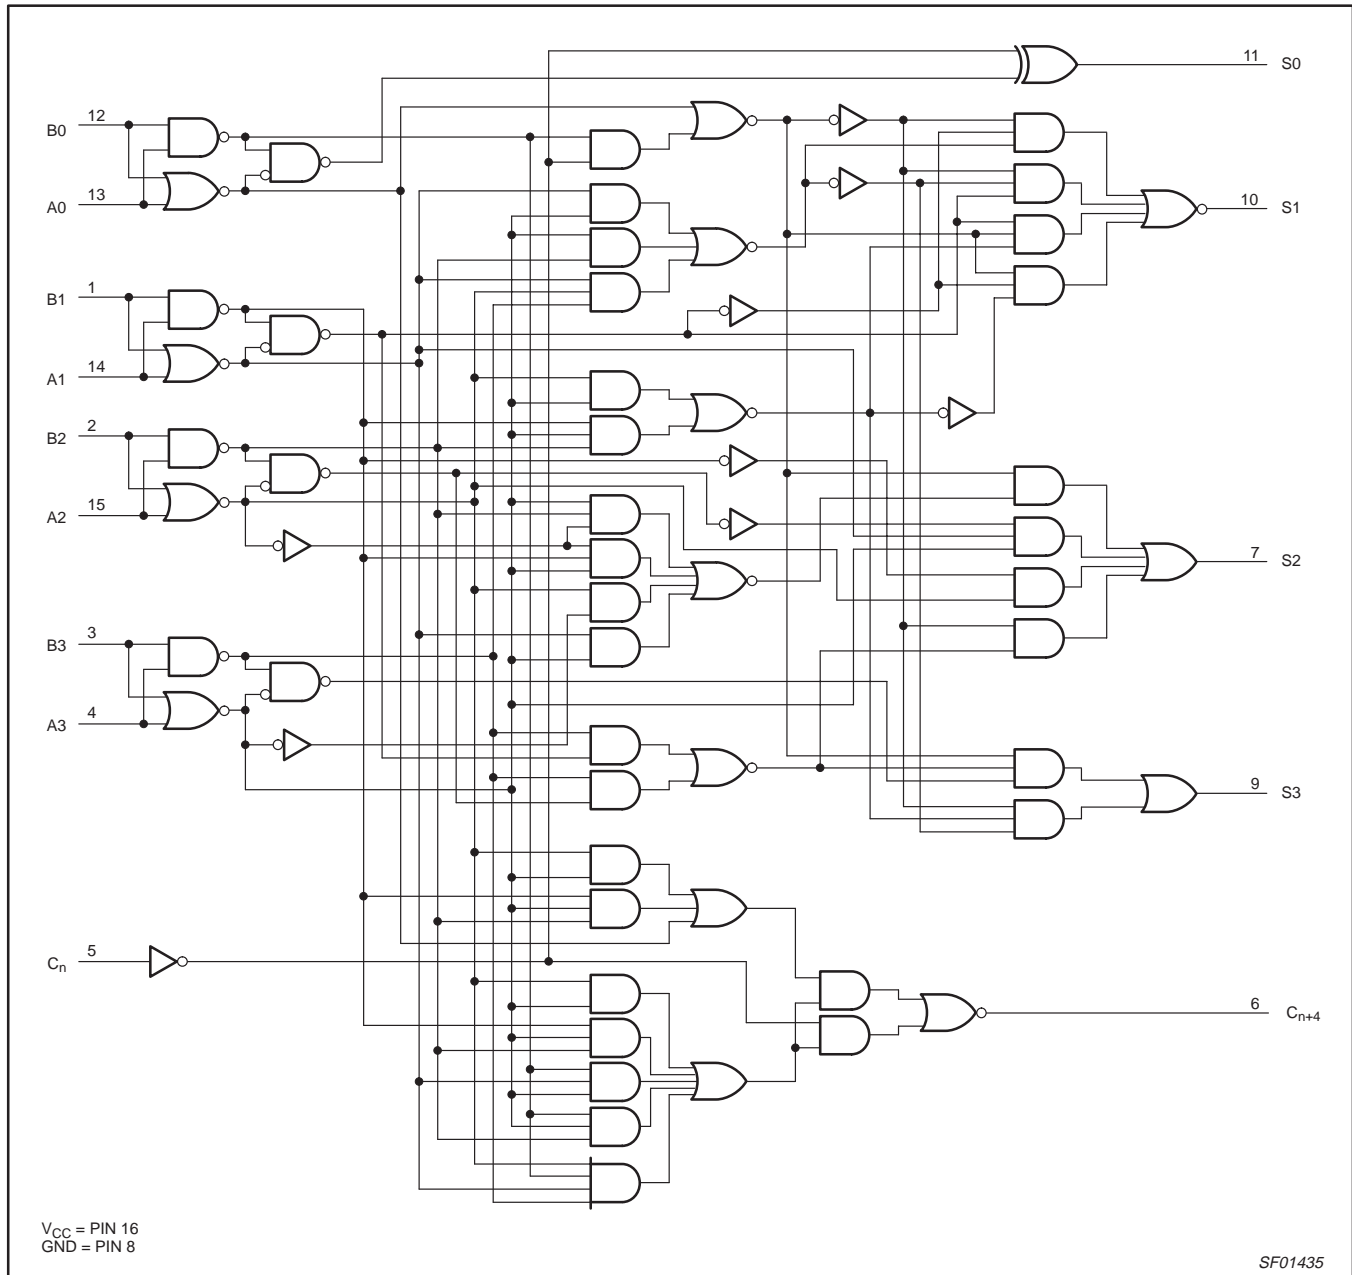 11 S0
B0 12
A0 13
10 S1
B1 1
A1 14
B2 2
A2 15
7 S2
B3 3
A3 4
9 S3
Cn 5
6 Cn+4
VCC = PIN 16
GND = PIN 8
SF01435